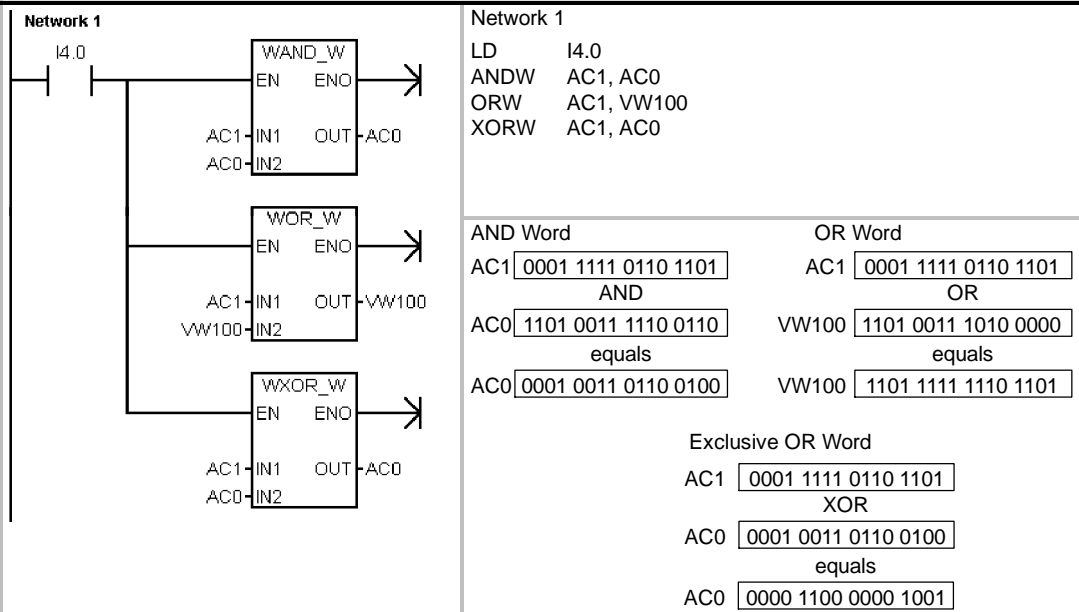 Network 1
I4.0
WAND_W
EN ENO
AC1 IN1 OUT AC0
AC0 IN2
WOR_W
EN ENO
AC1 IN1 OUT VW100
VW100 IN2
WXOR_W
EN ENO
AC1 IN1 OUT AC0
AC0 IN2
Network 1
LD I4.0
ANDW AC1, AC0
ORW AC1, VW100
XORW AC1, AC0
AND Word
AC1 0001 1111 0110 1101
AND
AC0 1101 0011 1110 0110
equals
AC0 0001 0011 0110 0100
OR Word
AC1 0001 1111 0110 1101
OR
VW100 1101 0011 1010 0000
equals
VW100 1101 1111 1110 1101
Exclusive OR Word
AC1 0001 1111 0110 1101
XOR
AC0 0001 0011 0110 0100
equals
AC0 0000 1100 0000 1001